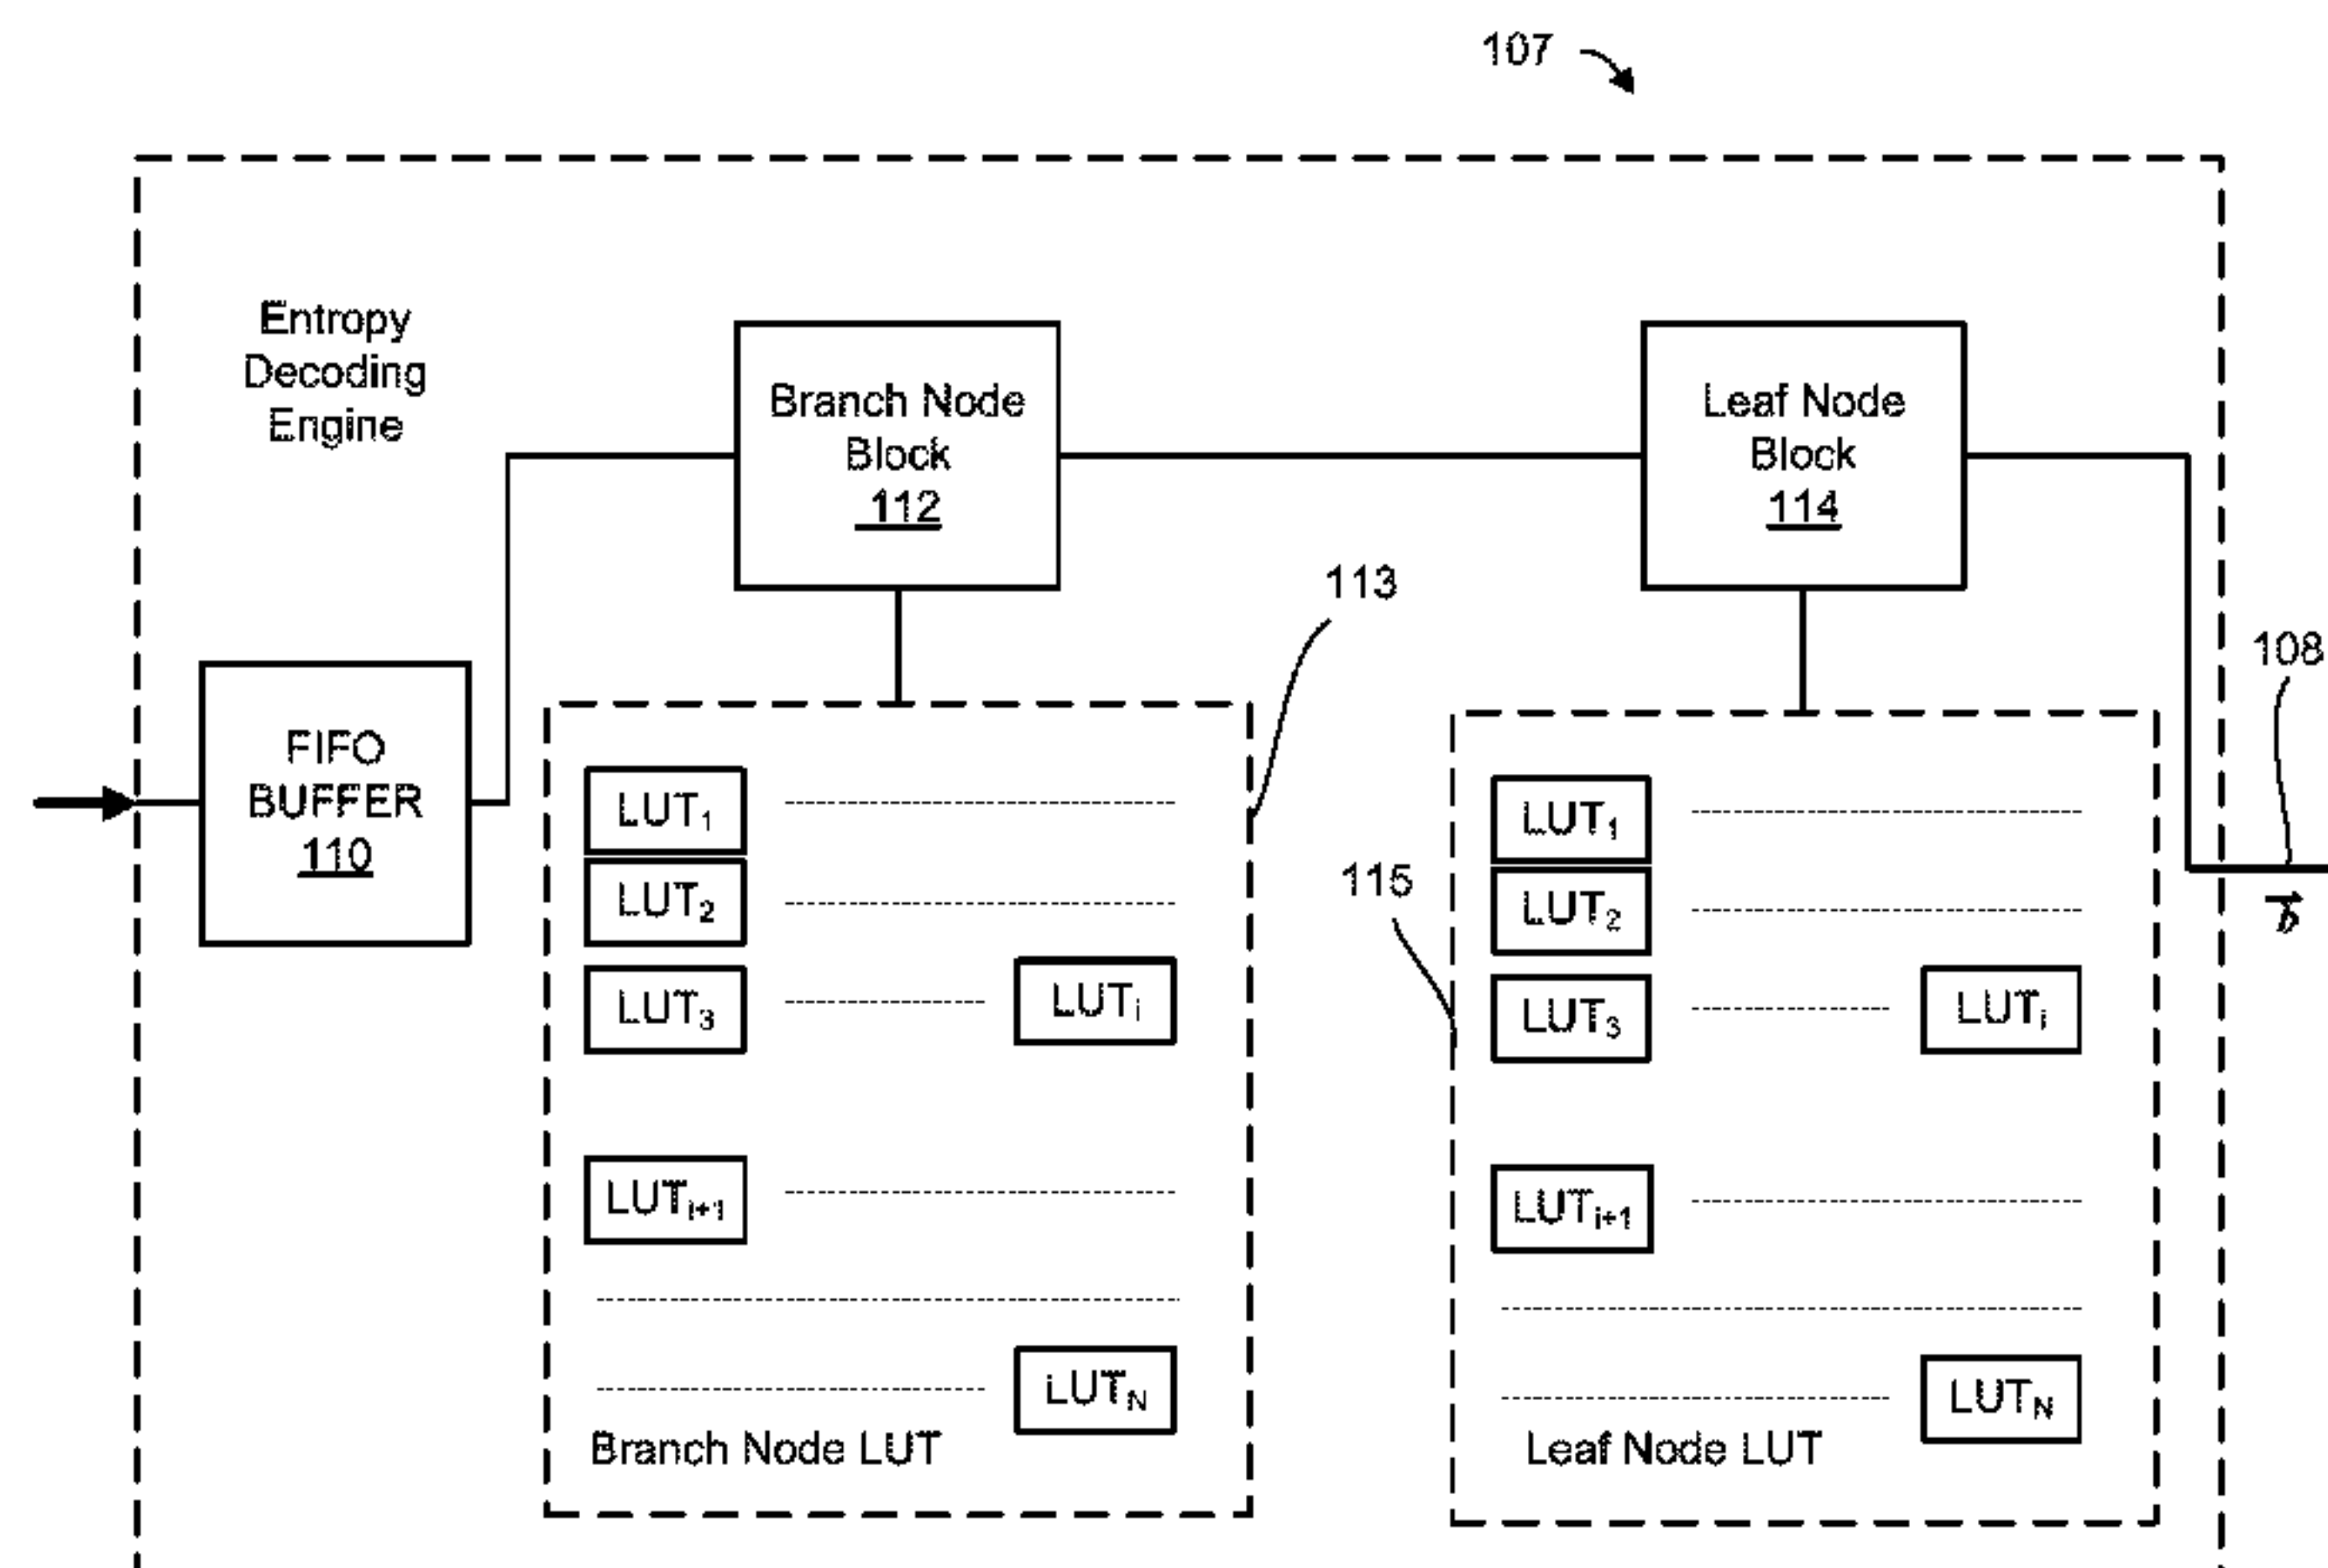 107
Entropy
Decoding
Engine
Branch Node
Block
112
Leaf Node
Block
114
113
108
FIFO
BUFFER
110
115
LUT1
LUT2
LUT3
LUTi
LUTi+1
LUTN
Branch Node LUT
LUT1
LUT2
LUT3
LUTi
LUTi+1
LUTN
Leaf Node LUT